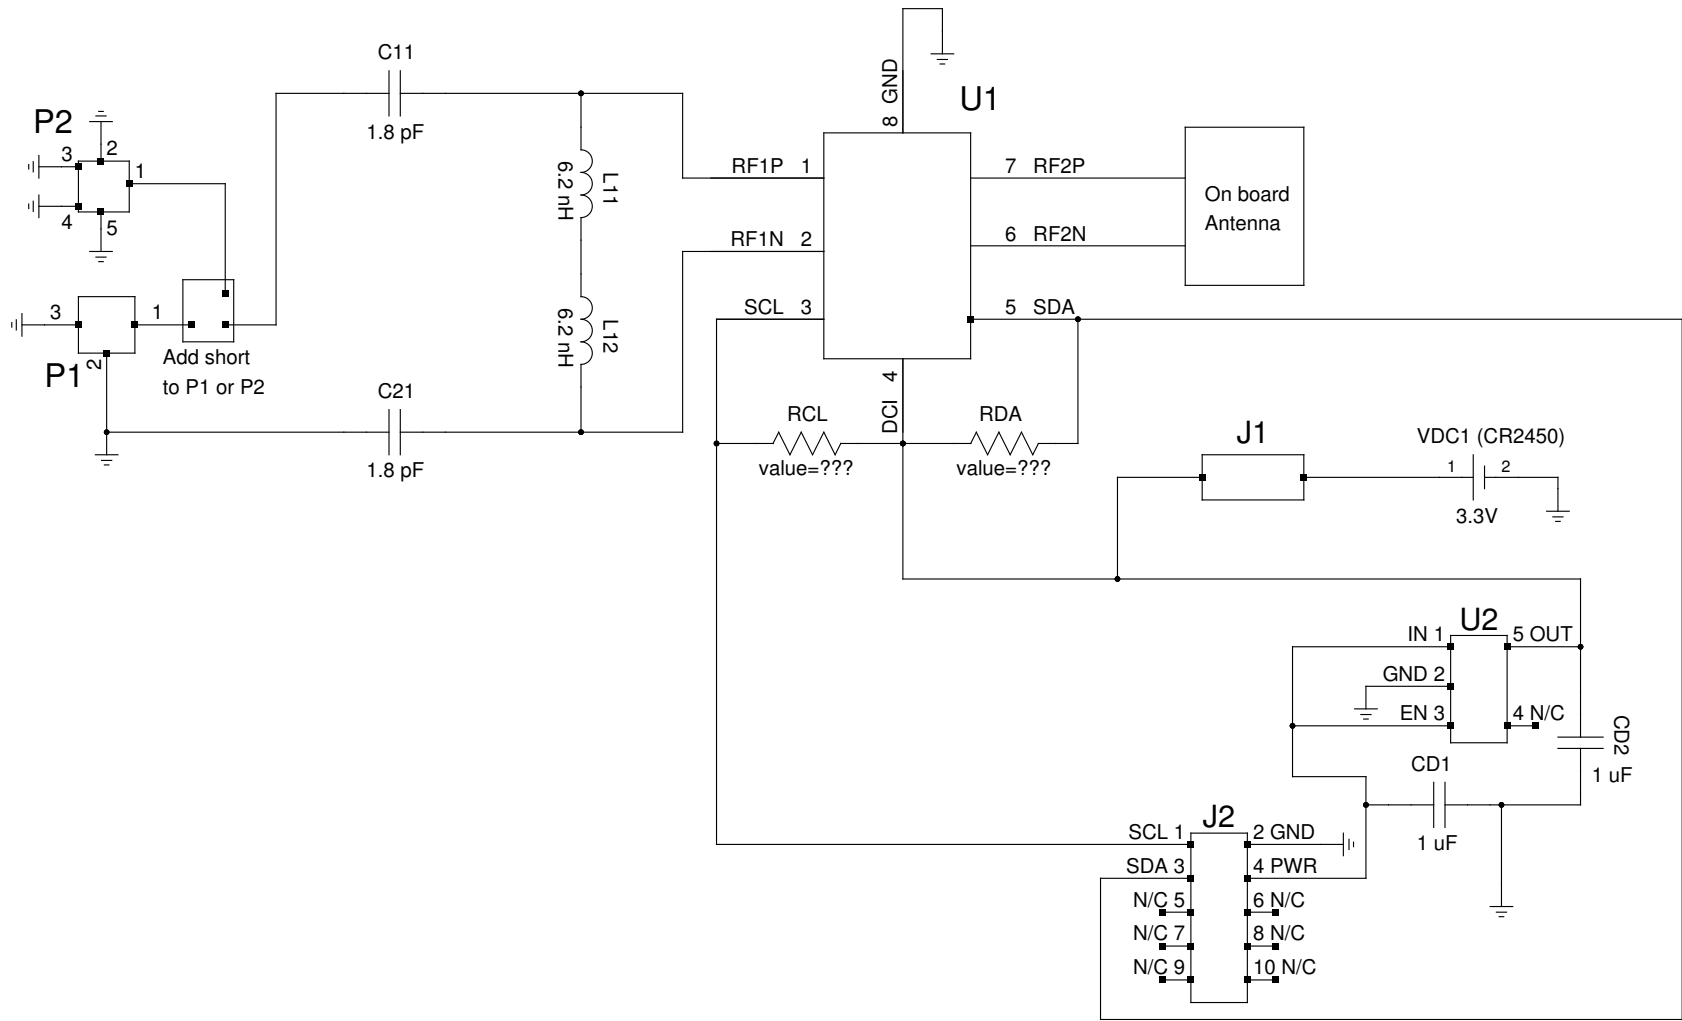 C11
1.8 pF
P2
3
2
1
4
5
3
1
2
P1
Add short
to P1 or P2
C21
1.8 pF
L11
6.2 nH
L12
6.2 nH
8 GND
U1
RF1P 1
RF1N 2
SCL 3
DCI 4
7 RF2P
6 RF2N
5 SDA
On board
Antenna
RCL
value=???
RDA
value=???
J1
VDC1 (CR2450)
1
2
3.3V
U2
IN 1
5 OUT
GND 2
EN 3
4 N/C
CD2
1 uF
CD1
1 uF
J2
SCL 1
2 GND
SDA 3
4 PWR
N/C 5
6 N/C
N/C 7
8 N/C
N/C 9
10 N/C